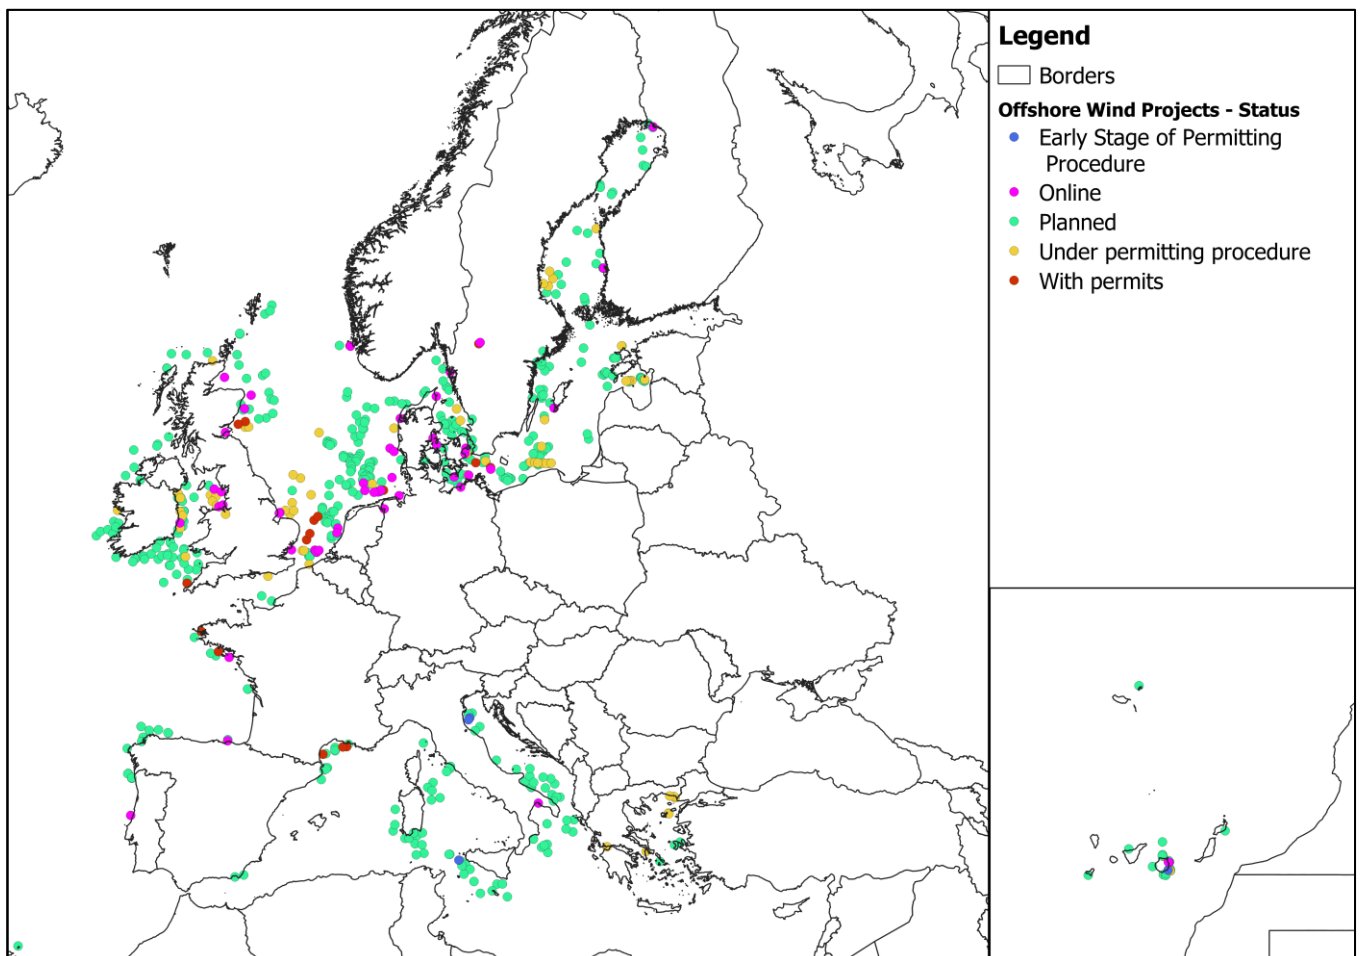 Legend
Borders
Offshore Wind Projects - Status
Early Stage of Permitting
Procedure
Online
Planned
Under permitting procedure
With permits